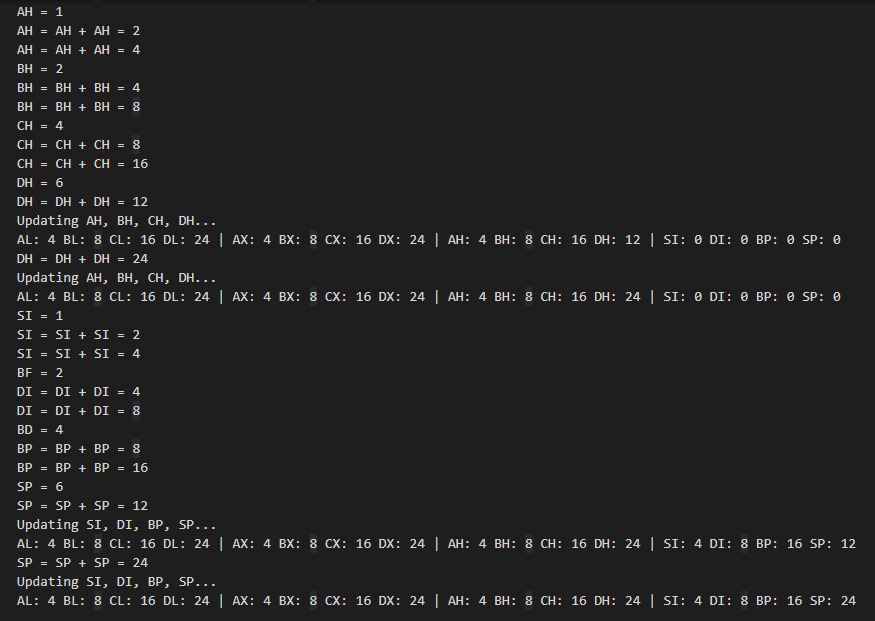 AH = 1
AH = AH + AH = 2
AH = AH + AH = 4
BH = 2
BH = BH + BH = 4
BH = BH + BH = 8
CH = 4
CH = CH + CH = 8
CH = CH + CH = 16
DH = 6
DH = DH + DH = 12
Updating AH, BH, CH, DH...
AL: 4 BL: 8 CL: 16 DL: 24 | AX: 4 BX: 8 CX: 16 DX: 24 | AH: 4 BH: 8 CH: 16 DH: 12 | SI: 0 DI: 0 BP: 0 SP: 0
DH = DH + DH = 24
Updating AH, BH, CH, DH...
AL: 4 BL: 8 CL: 16 DL: 24 | AX: 4 BX: 8 CX: 16 DX: 24 | AH: 4 BH: 8 CH: 16 DH: 24 | SI: 0 DI: 0 BP: 0 SP: 0
SI = 1
SI = SI + SI = 2
SI = SI + SI = 4
BF = 2
DI = DI + DI = 4
DI = DI + DI = 8
BD = 4
BP = BP + BP = 8
BP = BP + BP = 16
SP = 6
SP = SP + SP = 12
Updating SI, DI, BP, SP...
AL: 4 BL: 8 CL: 16 DL: 24 | AX: 4 BX: 8 CX: 16 DX: 24 | AH: 4 BH: 8 CH: 16 DH: 24 | SI: 4 DI: 8 BP: 16 SP: 12
SP = SP + SP = 24
Updating SI, DI, BP, SP...
AL: 4 BL: 8 CL: 16 DL: 24 | AX: 4 BX: 8 CX: 16 DX: 24 | AH: 4 BH: 8 CH: 16 DH: 24 | SI: 4 DI: 8 BP: 16 SP: 24